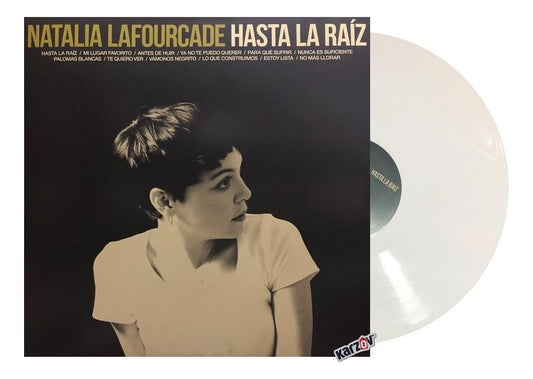 NATALIA LAFOURCADE HASTA LA RAÍZ
HASTA LA RAÍZ / MI LUGAR FAVORITO / ANTES DE HUIR / YA NO TE PUEDO QUERER / PARA QUÉ SUFRIR / NUNCA ES SUFICIENTE
PALOMAS BLANCAS / TE QUIERO VER / VÁMONOS NEGRITO / LO QUE CONSTRUIMOS / ESTOY LISTA / NO MÁS LLORAR
HASTA LA RAÍZ
KARZOV